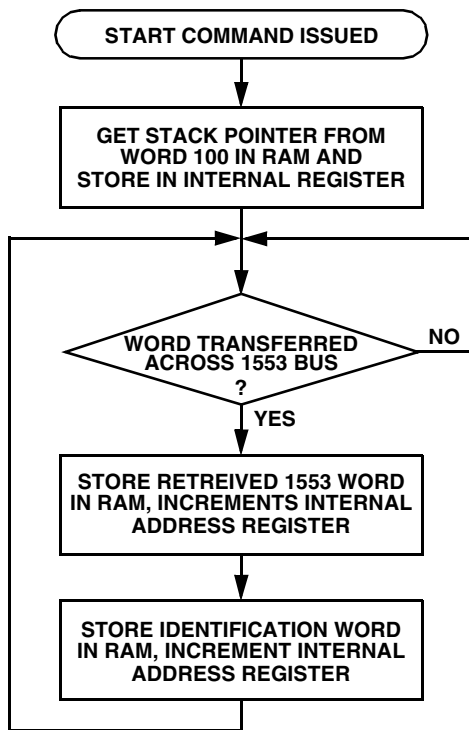 START COMMAND ISSUED
GET STACK POINTER FROM
WORD 100 IN RAM AND
STORE IN INTERNAL REGISTER
WORD TRANSFERRED
ACROSS 1553 BUS
?
NO
YES
STORE RETREIVED 1553 WORD
IN RAM, INCREMENTS INTERNAL
ADDRESS REGISTER
STORE IDENTIFICATION WORD
IN RAM, INCREMENT INTERNAL
ADDRESS REGISTER